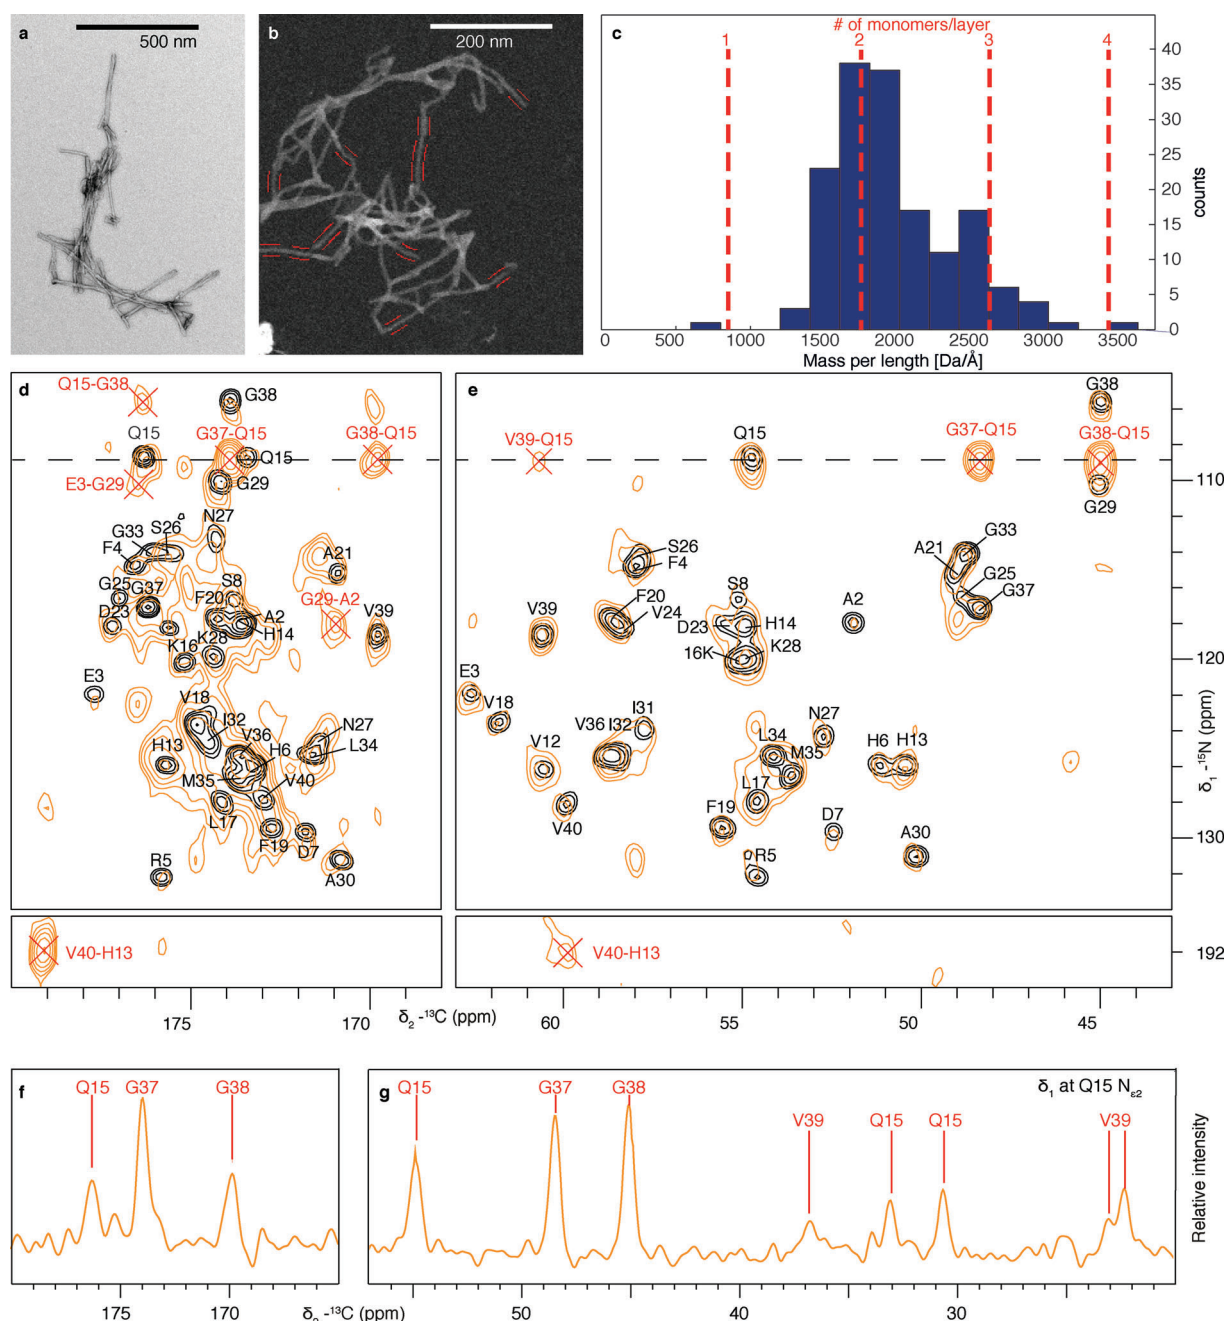 a
500 nm
b
200 nm
c
# of monomers/layer
1
2
3
4
40
35
30
25
20
15
10
5
0
counts
0
500
1000
1500
2000
2500
3000
3500
Mass per length [Da/Å]
d
Q15-G38
G38
Q15
G37-Q15
G38-Q15
Q15
E3-G29
G29
N27
G33
S26
F4
A21
G25
G37
S8
F20
D23
A2
G29-A2
H14
V39
K16
K28
E3
V18
I32
N27
V36
H13
H6
L34
M35
V40
L17
F19
D7
R5
A30
V40-H13
175
170
δ2 -13C (ppm)
e
G38
V39-Q15
Q15
G37-Q15
G38-Q15
G29
110
S26
F4
A21
G33
G25
G37
S8
F20
V24
A2
V39
D23
H14
16K
K28
120
E3
V18
I31
V36
I32
N27
V12
L34
M35
H6
H13
L17
V40
F19
D7
130
R5
A30
δ1 -15N (ppm)
V40-H13
192
60
55
50
45
f
Q15
G37
G38
175
170
δ2 -13C (ppm)
g
Q15
G37
G38
δ1 at Q15 Nε2
V39
Q15
Q15
V39
Relative intensity
50
40
30